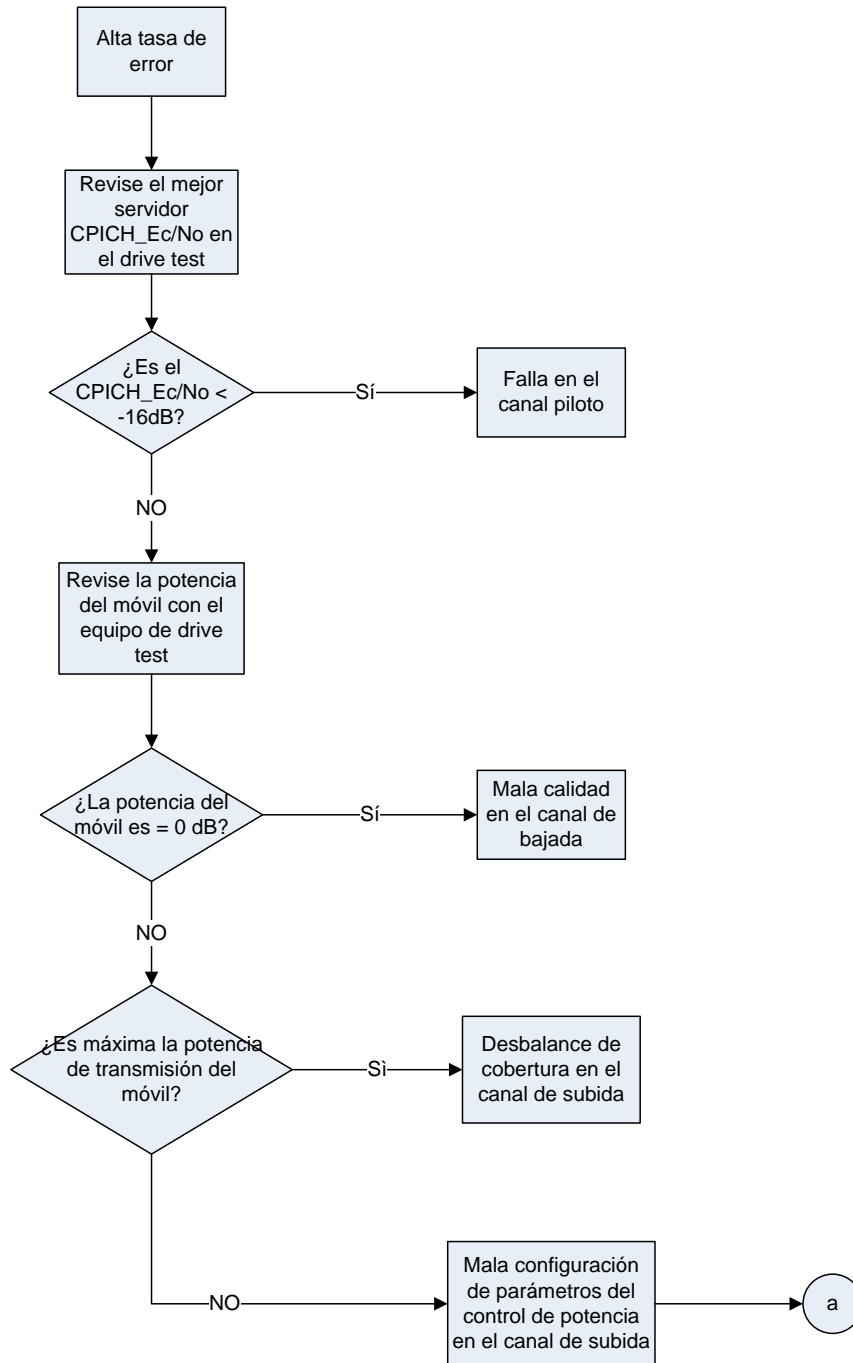 Alta tasa de
error
Revise el mejor
servidor
CPICH_Ec/No en
el drive test
¿Es el
CPICH_Ec/No <
-16dB?
Sí
Falla en el
canal piloto
NO
Revise la potencia
del móvil con el
equipo de drive
test
¿La potencia del
móvil es = 0 dB?
Sí
Mala calidad
en el canal de
bajada
NO
¿Es máxima la potencia
de transmisión del
móvil?
Sì
Desbalance de
cobertura en el
canal de subida
NO
Mala configuración
de parámetros del
control de potencia
en el canal de subida
a